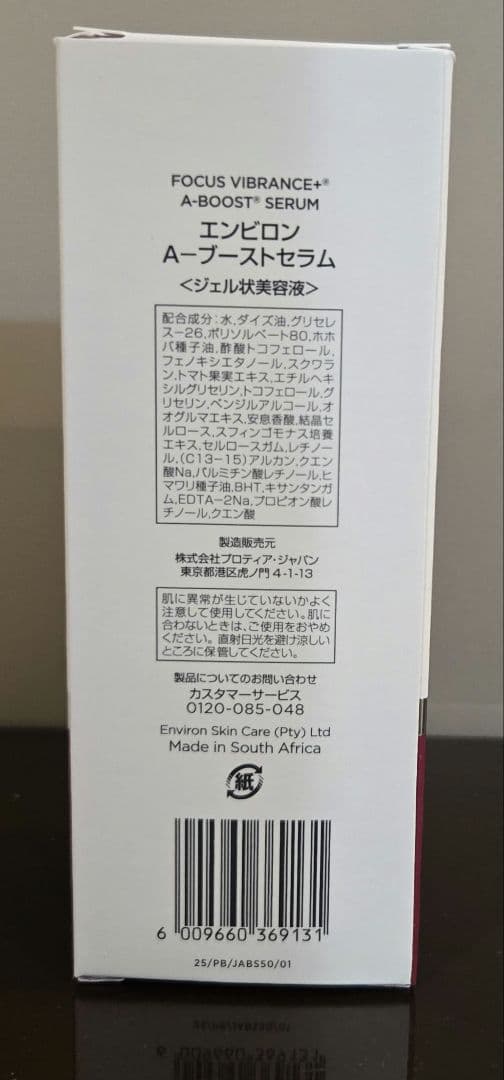 FOCUS VIBRANCE+®
A-BOOST® SERUM
エンビロン
A−ブーストセラム
＜ジェル状美容液＞
配合成分：水,ダイズ油,グリセレ
ス−26,ポリソルベート80,ホホ
バ種子油,酢酸トコフェロール,
フェノキシエタノール,スクワラ
ン,トマト果実エキス,エチルヘキ
シルグリセリン,トコフェロール,グ
リセリン,ベンジルアルコール,オ
オグルマエキス,安息香酸,結晶セ
ルロース,スフィンゴモナス培養
エキス,セルロースガム,レチノー
ル,（C13−15）アルカン,クエン
酸Na,パルミチン酸レチノール,ヒ
マワリ種子油,BHT,キサンタンガ
ム,EDTA−2Na,プロピオン酸レ
チノール,クエン酸
製造販売元
株式会社プロティア・ジャパン
東京都港区虎ノ門 4-1-13
肌に異常が生じていないかよく
注意して使用してください。肌に
合わないときは、ご使用をおやめ
ください。直射日光を避け涼しい
ところに保管してください。
製品についてのお問い合わせ
カスタマーサービス
0120-085-048
Environ Skin Care (Pty) Ltd
Made in South Africa
紙
6 009660 369131
25/PB/JABS50/01